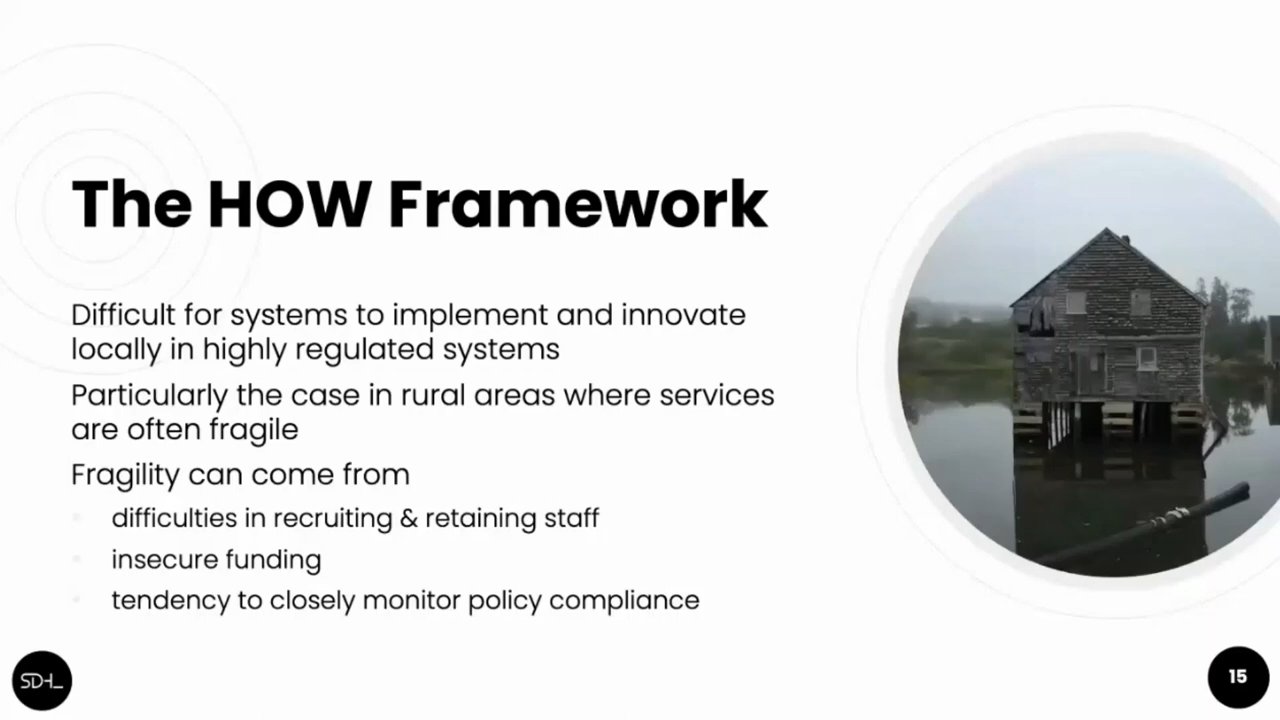 The HOW Framework
Difficult for systems to implement and innovate
locally in highly regulated systems
Particularly the case in rural areas where services
are often fragile
Fragility can come from
difficulties in recruiting & retaining staff
insecure funding
tendency to closely monitor policy compliance
15